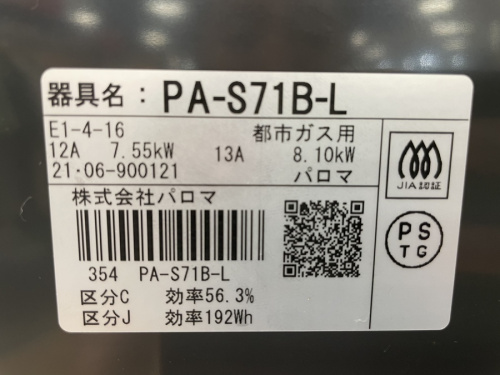 器具名：PA-S71B-L
E1-4-16 都市ガス用
12A 7.55kW 13A 8.10kW
21・06-900121 パロマ
JIA認証
株式会社パロマ
PS
TG
354 PA-S71B-L
区分C 効率56.3%
区分J 効率192Wh